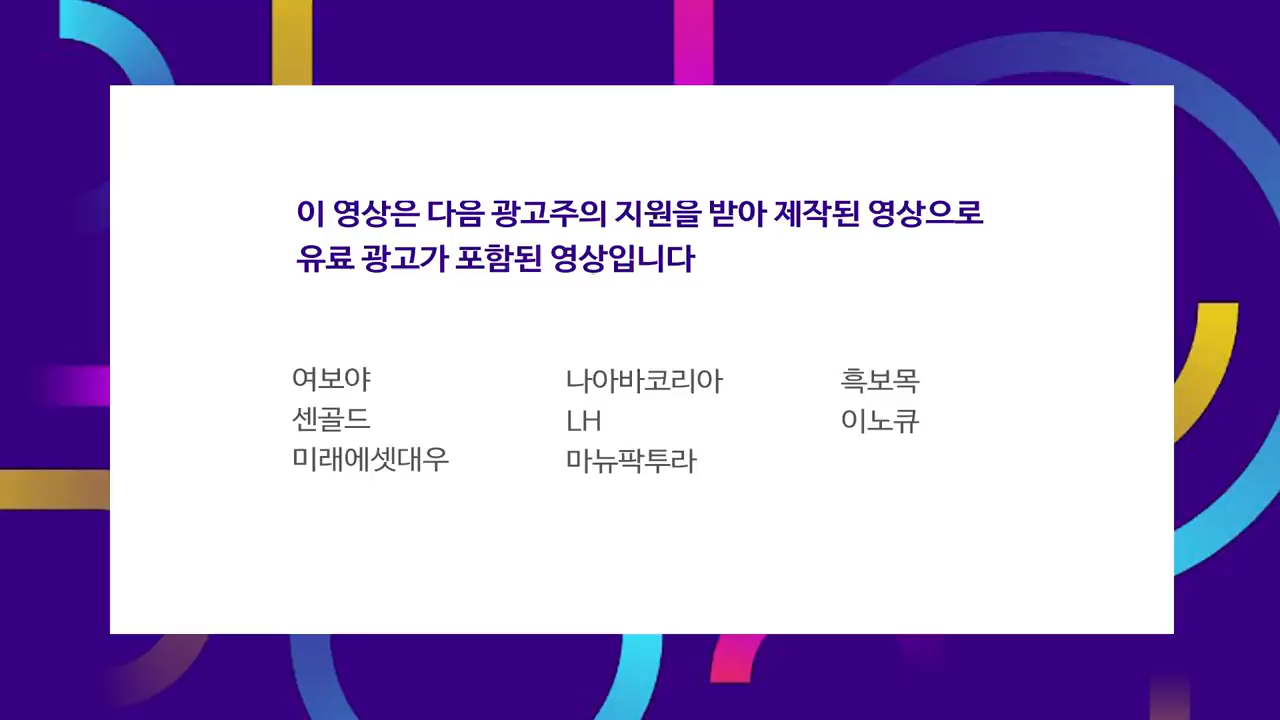 이 영상은 다음 광고주의 지원을 받아 제작된 영상으로
유료 광고가 포함된 영상입니다
여보야
나아바코리아
흑보목
센골드
LH
이노큐
미래에셋대우
마뉴팍투라